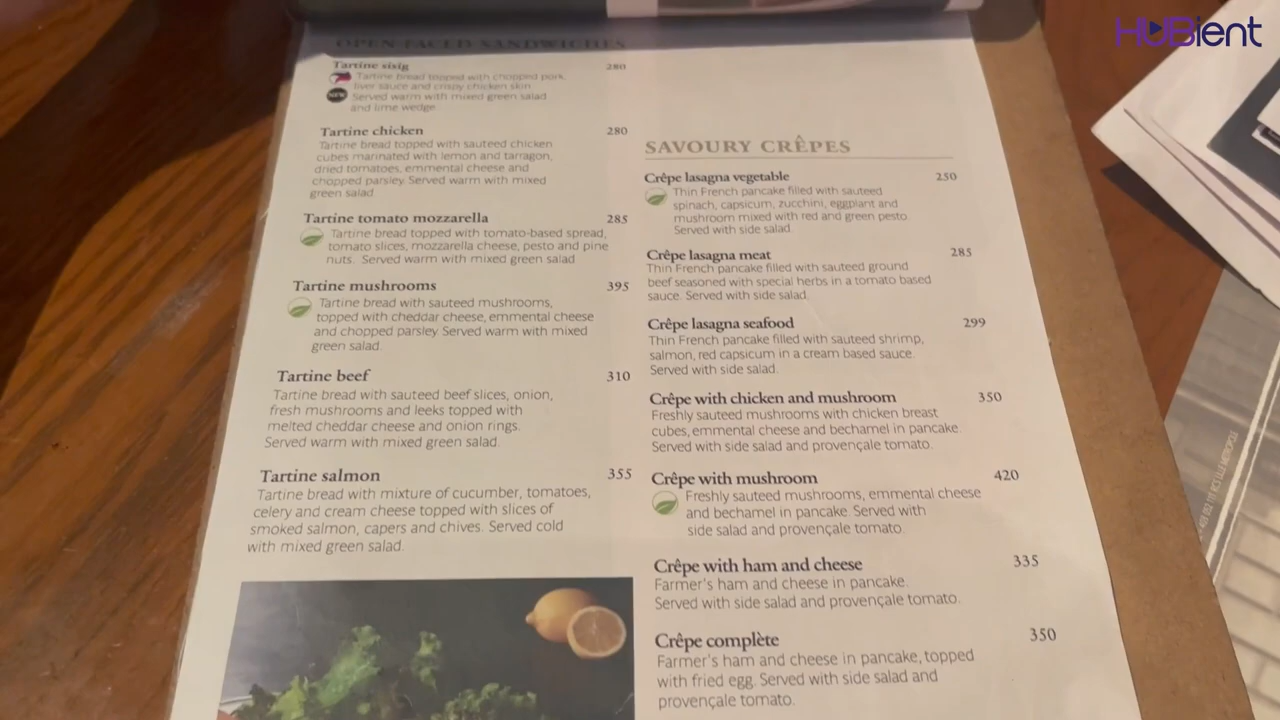 HUBient
OPEN-FACED SANDWICHES
Tartine sisig 280
Tartine bread topped with chopped pork,
liver sauce and crispy chicken skin.
NEW
Served warm with mixed green salad
and lime wedge.
Tartine chicken 280
Tartine bread topped with sauteed chicken
cubes marinated with lemon and tarragon,
dried tomatoes, emmental cheese and
chopped parsley. Served warm with mixed
green salad
Tartine tomato mozzarella 285
Tartine bread topped with tomato-based spread,
tomato slices, mozzarella cheese, pesto and pine
nuts. Served warm with mixed green salad
Tartine mushrooms 395
Tartine bread with sauteed mushrooms,
topped with cheddar cheese, emmental cheese
and chopped parsley Served warm with mixed
green salad.
Tartine beef 310
Tartine bread with sauteed beef slices, onion,
fresh mushrooms and leeks topped with
melted cheddar cheese and onion rings.
Served warm with mixed green salad.
Tartine salmon 355
Tartine bread with mixture of cucumber, tomatoes,
celery and cream cheese topped with slices of
smoked salmon, capers and chives. Served cold
with mixed green salad.
SAVOURY CRÊPES
Crêpe lasagna vegetable 250
Thin French pancake filled with sauteed
spinach, capsicum, zucchini, eggplant and
mushroom mixed with red and green pesto.
Served with side salad.
Crêpe lasagna meat 285
Thin French pancake filled with sauteed ground
beef seasoned with special herbs in a tomato based
sauce. Served with side salad.
Crêpe lasagna seafood 299
Thin French pancake filled with sauteed shrimp,
salmon, red capsicum in a cream based sauce.
Served with side salad.
Crêpe with chicken and mushroom 350
Freshly sauteed mushrooms with chicken breast
cubes, emmental cheese and bechamel in pancake.
Served with side salad and provençale tomato.
Crêpe with mushroom 420
Freshly sauteed mushrooms, emmental cheese
and bechamel in pancake. Served with
side salad and provençale tomato.
Crêpe with ham and cheese 335
Farmer's ham and cheese in pancake.
Served with side salad and provençale tomato.
Crêpe complète 350
Farmer's ham and cheese in pancake, topped
with fried egg. Served with side salad and
provençale tomato.